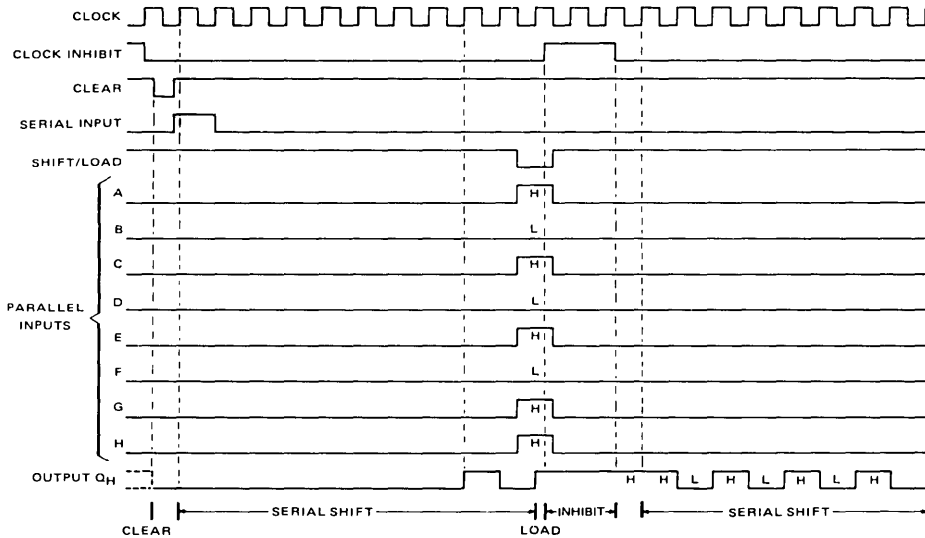 CLOCK
CLOCK INHIBIT
CLEAR
SERIAL INPUT
SHIFT/LOAD
PARALLEL
INPUTS
A H
B L
C H
D L
E H
F L
G H
H H
OUTPUT QH H H L H L H L H
SERIAL SHIFT INHIBIT SERIAL SHIFT
CLEAR LOAD